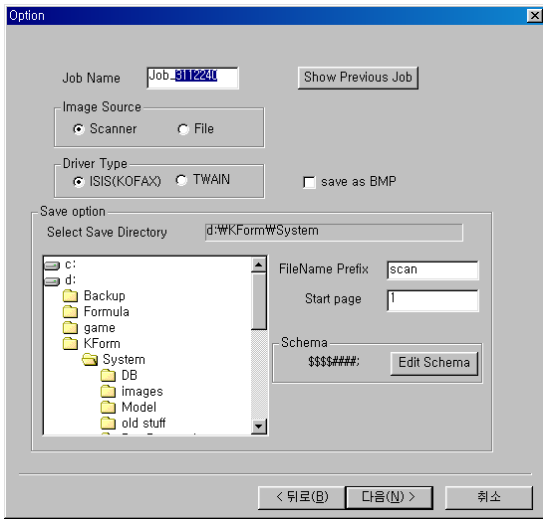 Option
Job Name Job_3112240 Show Previous Job
Image Source
Scanner File
Driver Type
ISIS(KOFAX) TWAIN save as BMP
Save option
Select Save Directory d:₩KForm₩System
c:
d:
Backup
Formula
game
KForm
System
DB
images
Model
old stuff
FileName Prefix scan
Start page 1
Schema
$$$$####; Edit Schema
< 뒤로(B) 다음(N) > 취소